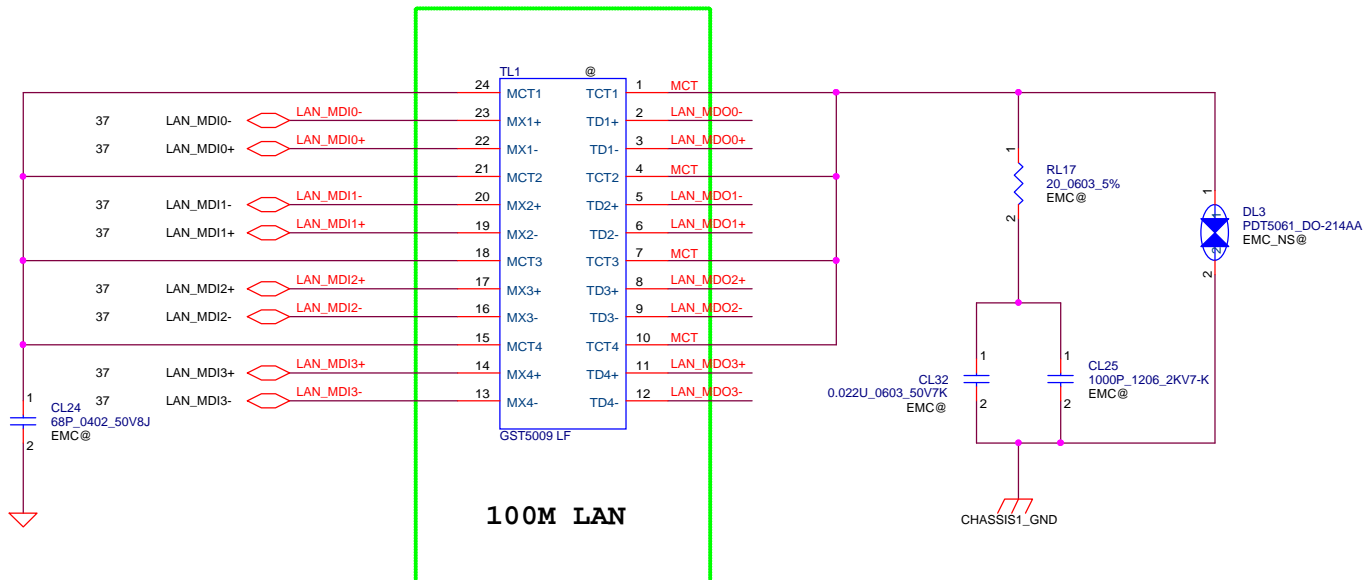 TL1 @
24 MCT1 TCT1 1 MCT
37 LAN_MDI0- LAN_MDI0- 23 MX1+ TD1+ 2 LAN_MDO0-
37 LAN_MDI0+ LAN_MDI0+ 22 MX1- TD1- 3 LAN_MDO0+
21 MCT2 TCT2 4 MCT
37 LAN_MDI1- LAN_MDI1- 20 MX2+ TD2+ 5 LAN_MDO1-
37 LAN_MDI1+ LAN_MDI1+ 19 MX2- TD2- 6 LAN_MDO1+
18 MCT3 TCT3 7 MCT
37 LAN_MDI2+ LAN_MDI2+ 17 MX3+ TD3+ 8 LAN_MDO2+
37 LAN_MDI2- LAN_MDI2- 16 MX3- TD3- 9 LAN_MDO2-
15 MCT4 TCT4 10 MCT
37 LAN_MDI3+ LAN_MDI3+ 14 MX4+ TD4+ 11 LAN_MDO3+
37 LAN_MDI3- LAN_MDI3- 13 MX4- TD4- 12 LAN_MDO3-
GST5009 LF
1
CL24
68P_0402_50V8J
EMC@
2
100M LAN
1
RL17
20_0603_5%
EMC@
2
1
DL3
PDT5061_DO-214AA
EMC_NS@
1
2
2
1
CL32
0.022U_0603_50V7K
EMC@
2
1
CL25
1000P_1206_2KV7-K
EMC@
2
CHASSIS1_GND